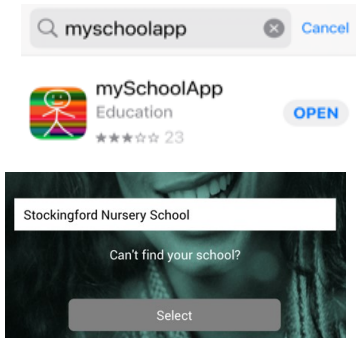 myschoolapp Cancel
mySchoolApp
Education
OPEN
23
Stockingford Nursery School
Can't find your school?
Select